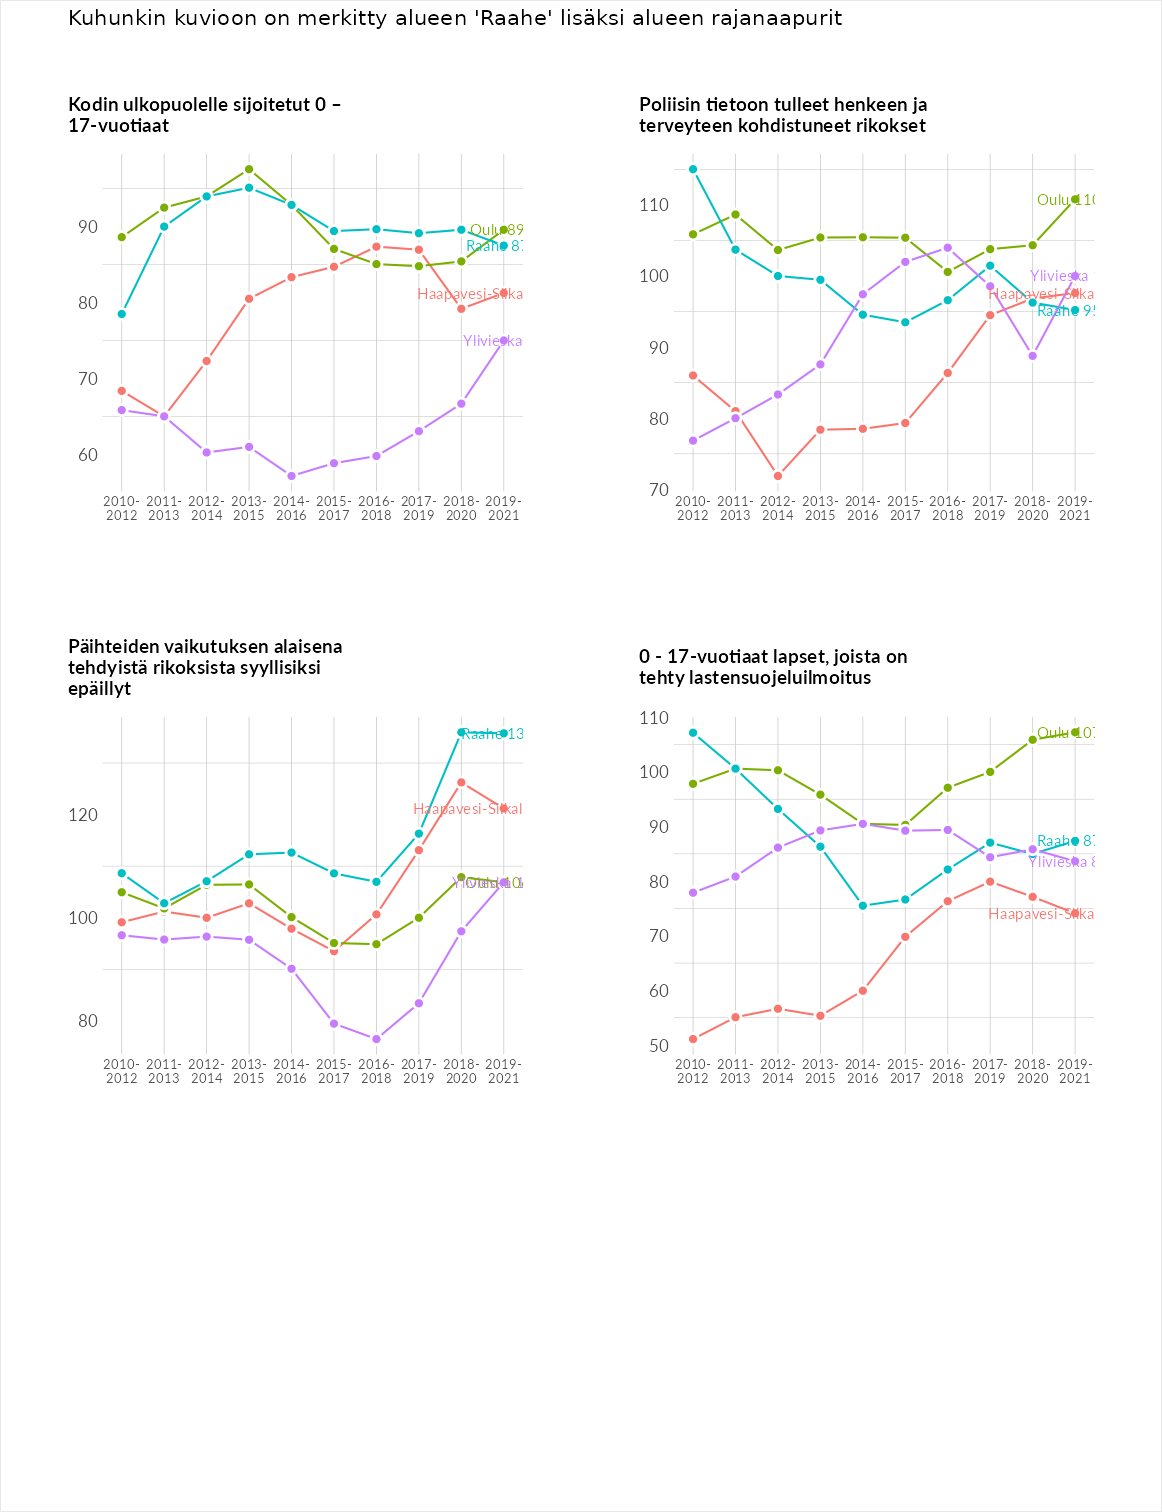 Kuhunkin kuvioon on merkitty alueen 'Raahe' lisäksi alueen rajanaapurit
Kodin ulkopuolelle sijoitetut 0 –
17-vuotiaat
90
80
70
60
Oulu 89
Raahe 87
Haapavesi-Siika
Ylivieska
2010- 2011- 2012- 2013- 2014- 2015- 2016- 2017- 2018- 2019-
2012 2013 2014 2015 2016 2017 2018 2019 2020 2021
Poliisin tietoon tulleet henkeen ja
terveyteen kohdistuneet rikokset
110
100
90
80
70
Oulu 110
Ylivieska
Haapavesi-Siika
Raahe 95
2010- 2011- 2012- 2013- 2014- 2015- 2016- 2017- 2018- 2019-
2012 2013 2014 2015 2016 2017 2018 2019 2020 2021
Päihteiden vaikutuksen alaisena
tehdyistä rikoksista syyllisiksi
epäillyt
120
100
80
Raahe 13
Haapavesi-Siikal
2010- 2011- 2012- 2013- 2014- 2015- 2016- 2017- 2018- 2019-
2012 2013 2014 2015 2016 2017 2018 2019 2020 2021
0 - 17-vuotiaat lapset, joista on
tehty lastensuojeluilmoitus
110
100
90
80
70
60
50
Oulu 107
Raahe 87
Ylivieska 8
Haapavesi-Siika
2010- 2011- 2012- 2013- 2014- 2015- 2016- 2017- 2018- 2019-
2012 2013 2014 2015 2016 2017 2018 2019 2020 2021